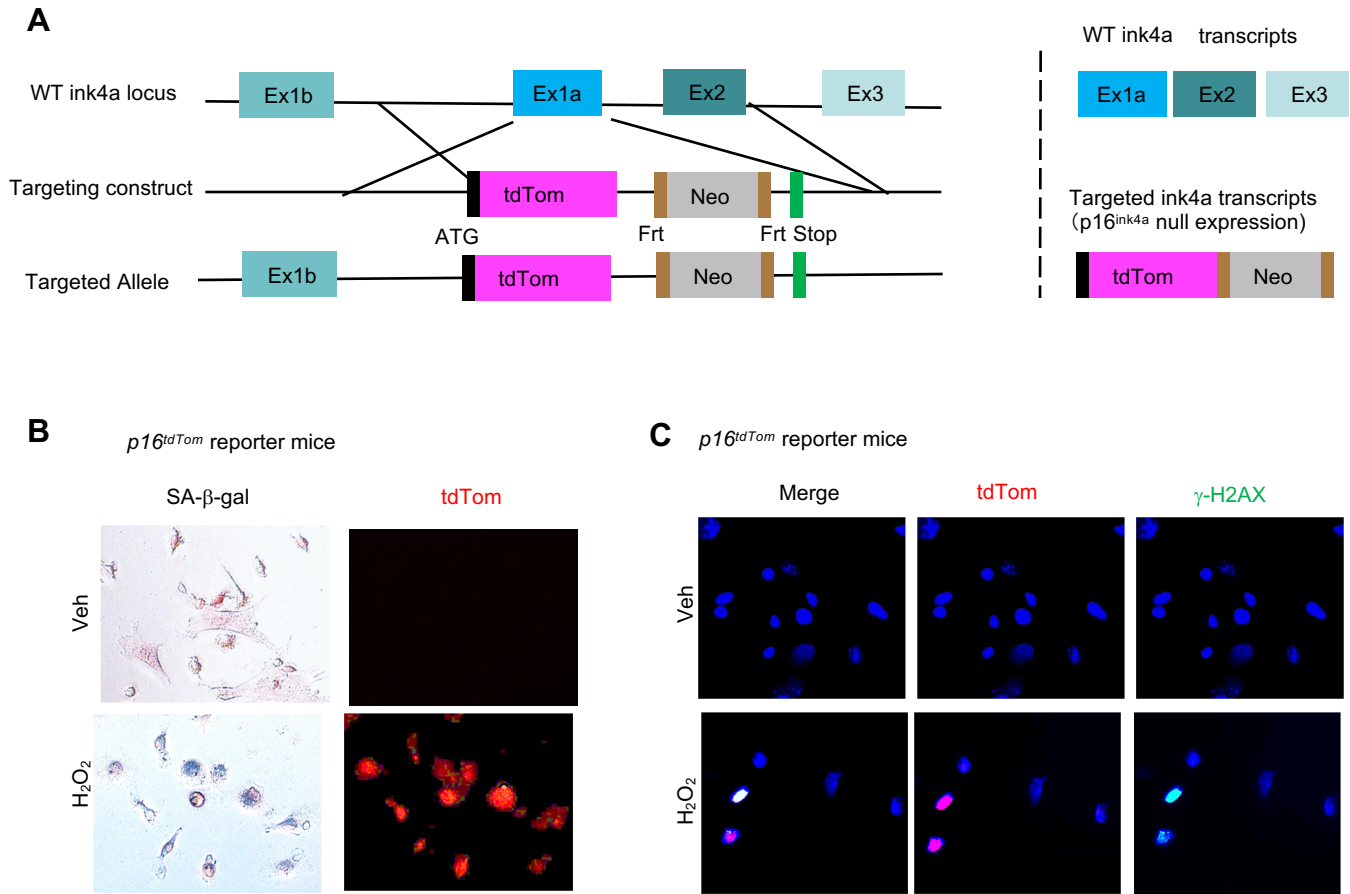 A
WT ink4a transcripts
WT ink4a locus
Ex1b
Ex1a
Ex2
Ex3
Ex1a
Ex2
Ex3
Targeting construct
tdTom
Neo
Targeted ink4a transcripts
(p16ink4a null expression)
ATG
Frt
Frt
Stop
Targeted Allele
Ex1b
tdTom
Neo
tdTom
Neo
B
p16tdTom reporter mice
SA-β-gal
tdTom
Veh
H2O2
C
p16tdTom reporter mice
Merge
tdTom
γ-H2AX
Veh
H2O2